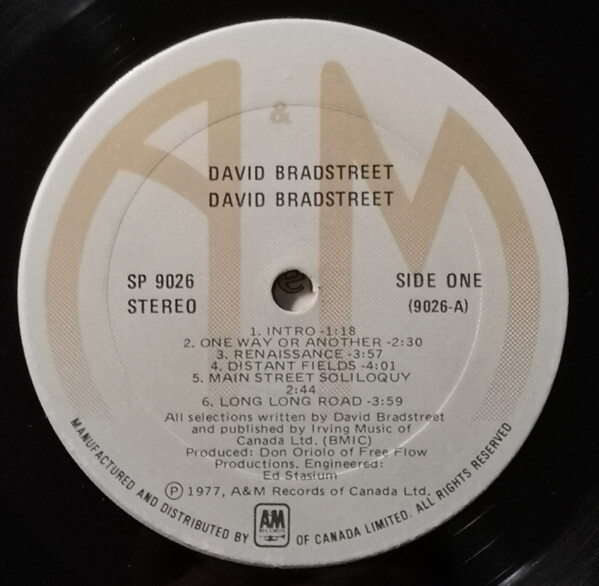 A & M
DAVID BRADSTREET
DAVID BRADSTREET
SP 9026
STEREO
SIDE ONE
(9026-A)
1. INTRO -1:18
2. ONE WAY OR ANOTHER -2:30
3. RENAISSANCE -3:57
4. DISTANT FIELDS -4:01
5. MAIN STREET SOLILOQUY
2:44
6. LONG LONG ROAD -3:59
All selections written by David Bradstreet
and published by Irving Music of
Canada Ltd. (BMIC)
Produced: Don Oriolo of Free Flow
Productions. Engineered:
Ed Stasium
℗ 1977, A&M Records of Canada Ltd.
MANUFACTURED AND DISTRIBUTED BY A&M RECORDS OF CANADA LIMITED. ALL RIGHTS RESERVED